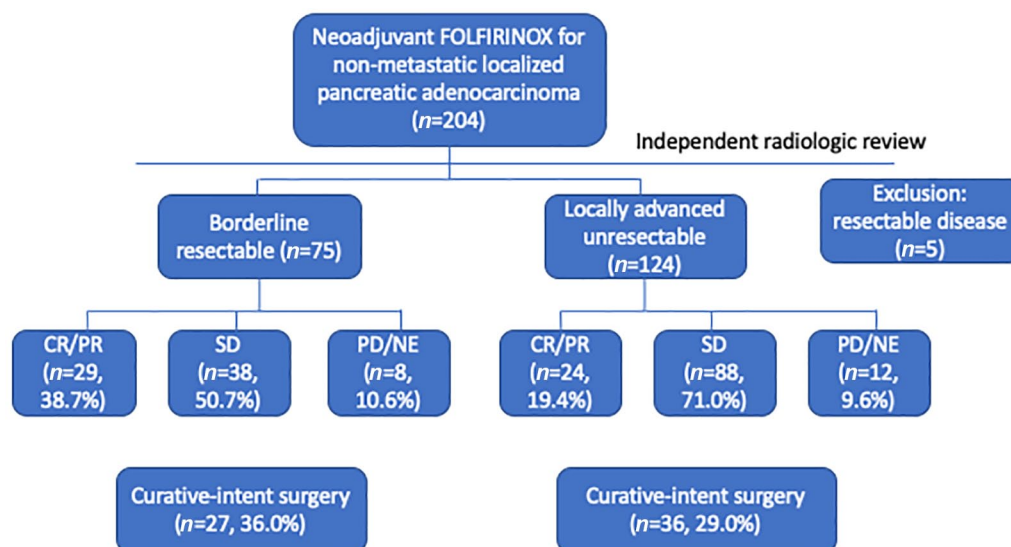 Neoadjuvant FOLFIRINOX for
non-metastatic localized
pancreatic adenocarcinoma
(n=204)
Independent radiologic review
Borderline
resectable (n=75)
Locally advanced
unresectable
(n=124)
Exclusion:
resectable disease
(n=5)
CR/PR
(n=29,
38.7%)
SD
(n=38,
50.7%)
PD/NE
(n=8,
10.6%)
CR/PR
(n=24,
19.4%)
SD
(n=88,
71.0%)
PD/NE
(n=12,
9.6%)
Curative-intent surgery
(n=27, 36.0%)
Curative-intent surgery
(n=36, 29.0%)